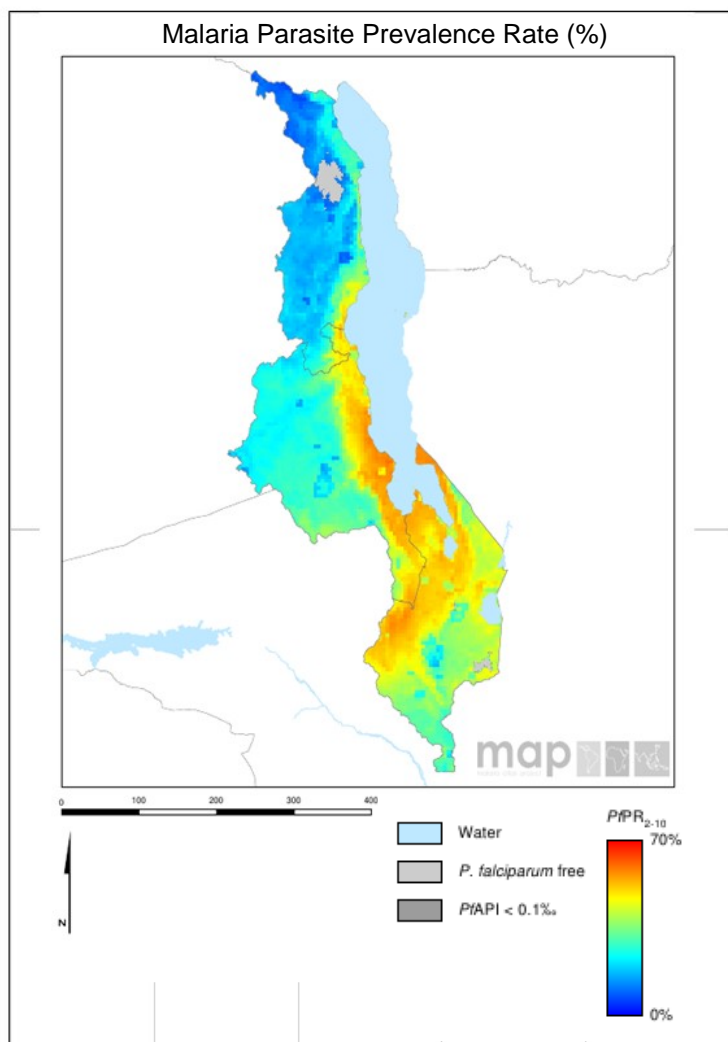 Malaria Parasite Prevalence Rate (%)
map
0 100 200 300 400
N
Water
P. falciparum free
PfAPI < 0.1‰
PfPR2-10
70%
0%